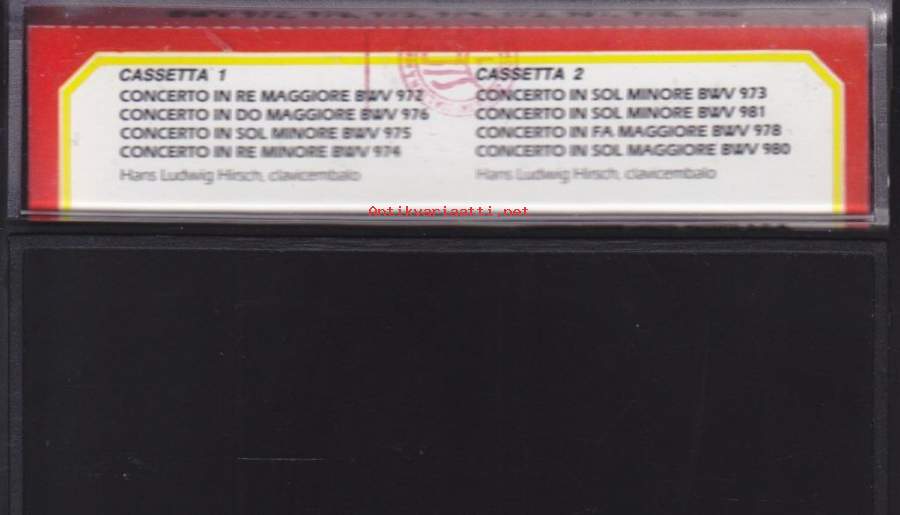 CASSETTA 1
CONCERTO IN RE MAGGIORE BWV 972
CONCERTO IN DO MAGGIORE BWV 976
CONCERTO IN SOL MINORE BWV 975
CONCERTO IN RE MINORE BWV 974
Hans Ludwig Hirsch, clavicembalo
CASSETTA 2
CONCERTO IN SOL MINORE BWV 973
CONCERTO IN SOL MINORE BWV 981
CONCERTO IN FA MAGGIORE BWV 978
CONCERTO IN SOL MAGGIORE BWV 980
Hans Ludwig Hirsch, clavicembalo
Antikvariaatti.net